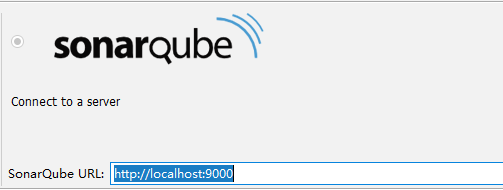 sonarqube
Connect to a server
SonarQube URL: http://localhost:9000